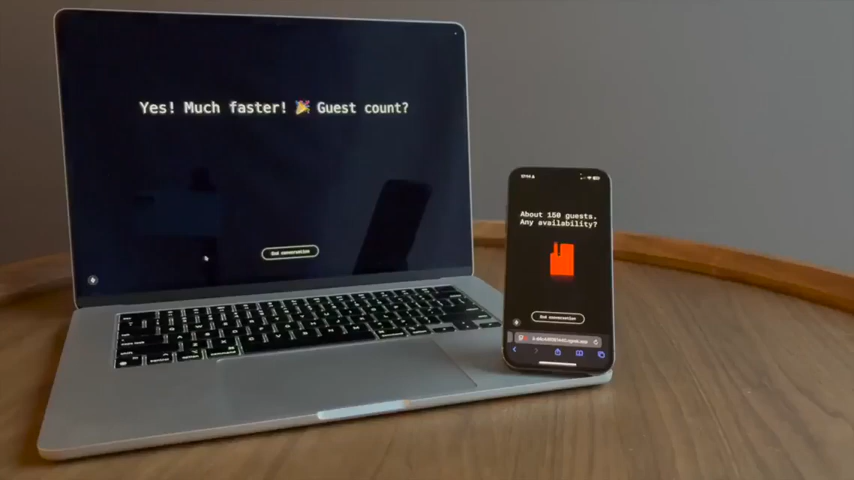 Yes! Much faster! 🎉 Guest count?
End conversation
About 150 guests.
Any availability?
End conversation